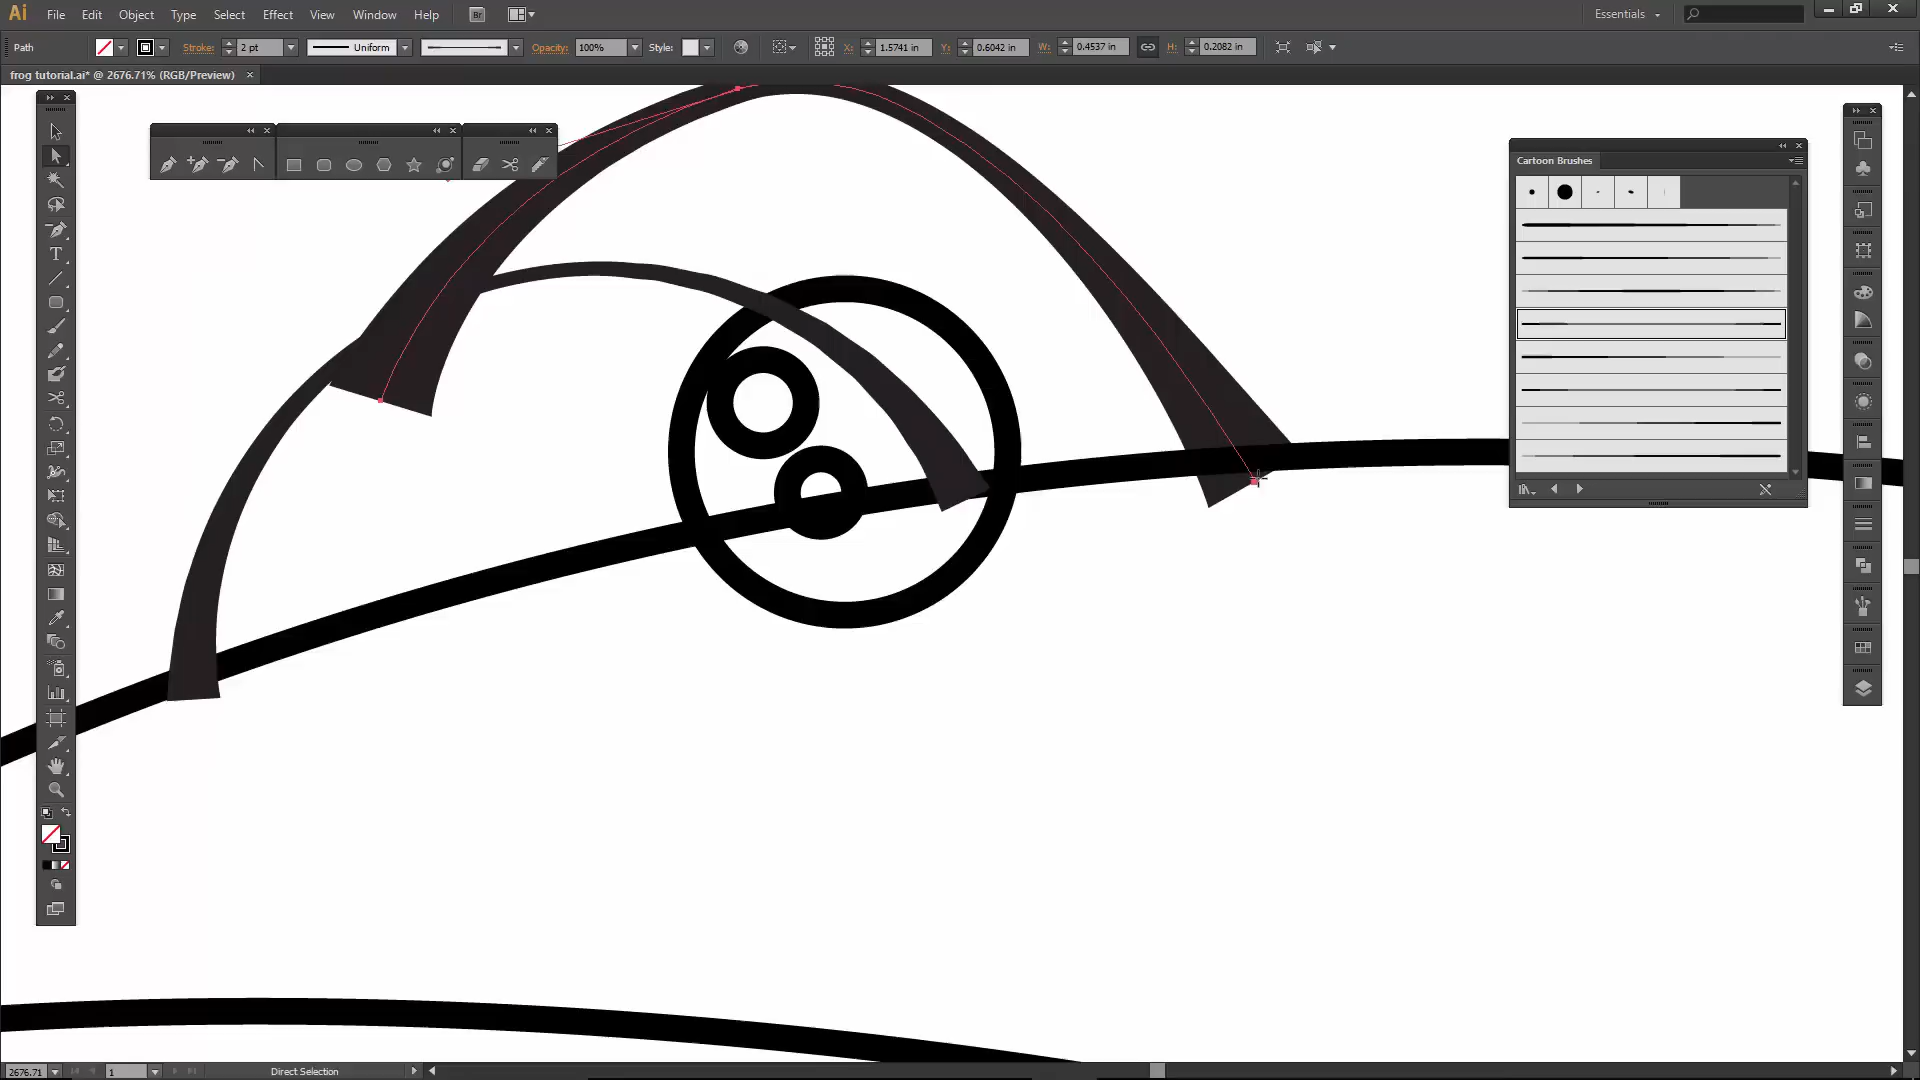 Ai File Edit Object Type Select Effect View Window Help Br Essentials
Path Stroke: 2 pt Uniform Opacity: 100% Style: X: 1.5741 in Y: 0.6042 in W: 0.4537 in H: 0.2082 in
frog tutorial.ai* @ 2676.71% (RGB/Preview)
Cartoon Brushes
T
2676.71 1 Direct Selection